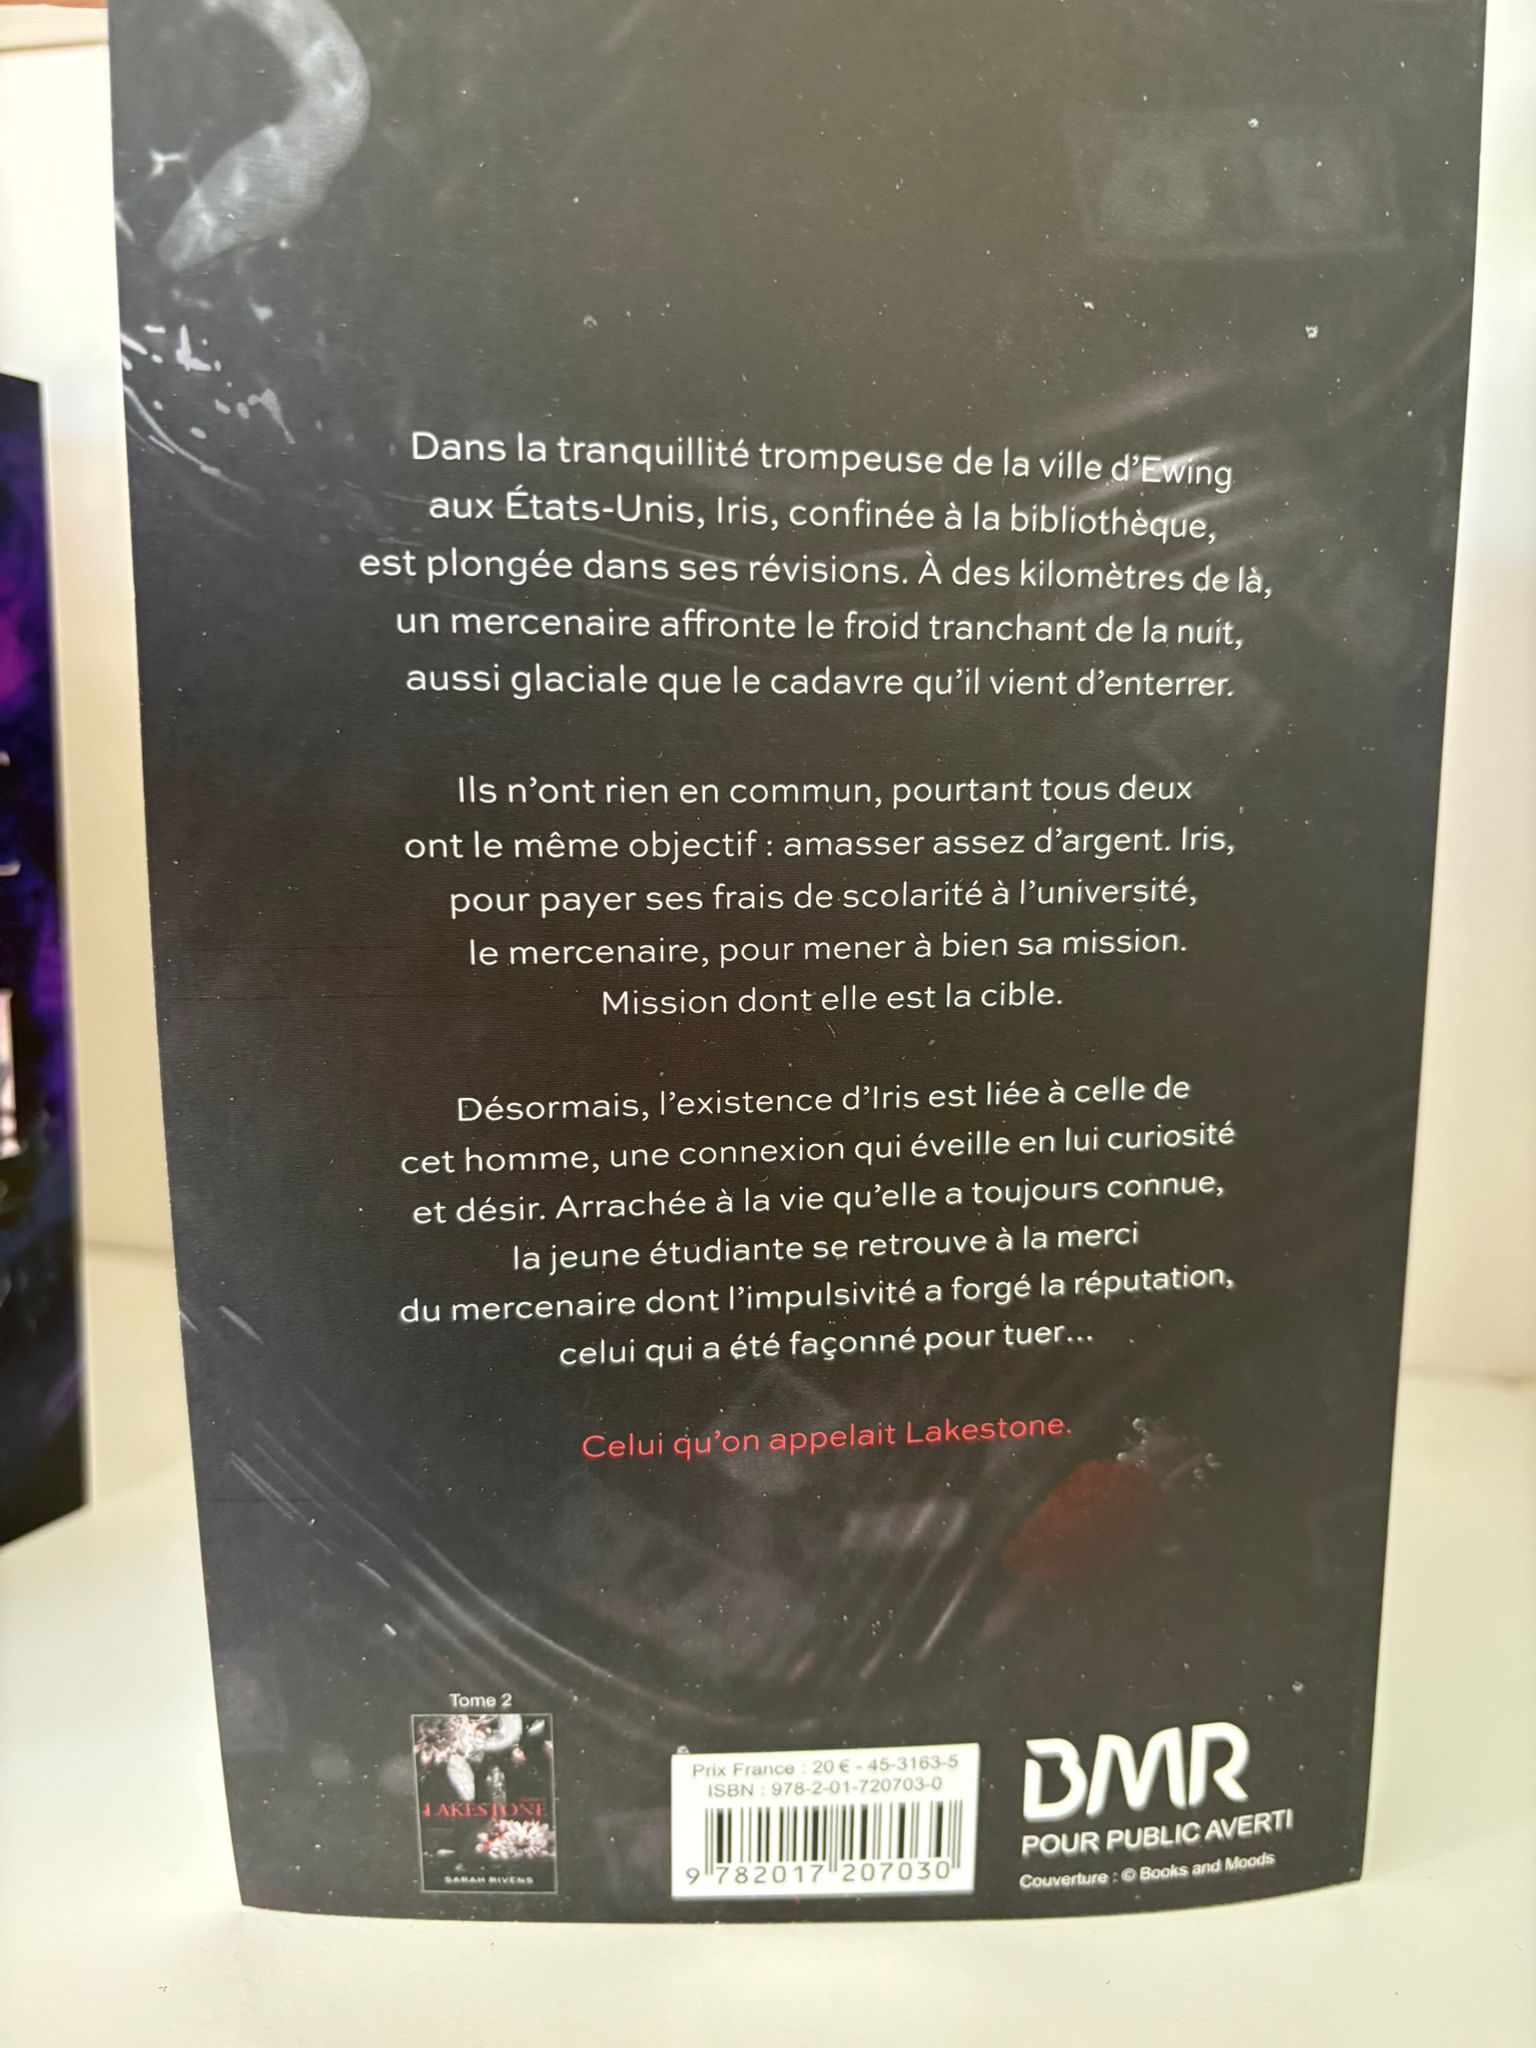 Dans la tranquillité trompeuse de la ville d'Ewing
aux États-Unis, Iris, confinée à la bibliothèque,
est plongée dans ses révisions. À des kilomètres de là,
un mercenaire affronte le froid tranchant de la nuit,
aussi glaciale que le cadavre qu'il vient d'enterrer.
Ils n'ont rien en commun, pourtant tous deux
ont le même objectif : amasser assez d'argent. Iris,
pour payer ses frais de scolarité à l'université,
le mercenaire, pour mener à bien sa mission.
Mission dont elle est la cible.
Désormais, l'existence d'Iris est liée à celle de
cet homme, une connexion qui éveille en lui curiosité
et désir. Arrachée à la vie qu'elle a toujours connue,
la jeune étudiante se retrouve à la merci
du mercenaire dont l'impulsivité a forgé la réputation,
celui qui a été façonné pour tuer...
Celui qu'on appelait Lakestone.
Tome 2
LAKESTONE
SARAH RIVENS
Prix France : 20 € - 45-3163-5
ISBN : 978-2-01-720703-0
9 782017 207030
BMR
POUR PUBLIC AVERTI
Couverture : © Books and Moods